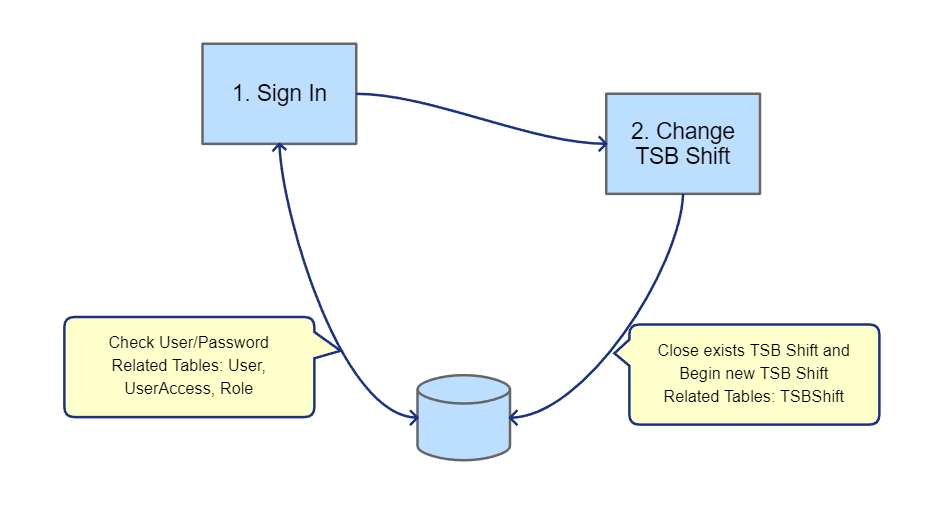 1. Sign In
2. Change
TSB Shift
Check User/Password
Related Tables: User,
UserAccess, Role
Close exists TSB Shift and
Begin new TSB Shift
Related Tables: TSBShift